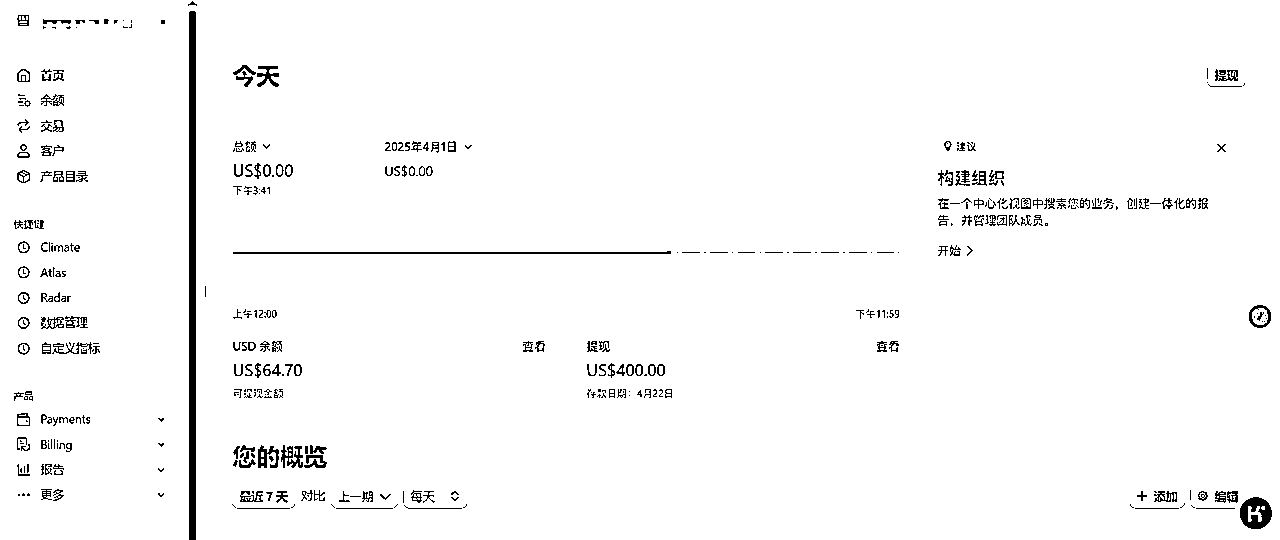 首页
余额
交易
客户
产品目录
快捷键
Climate
Atlas
Radar
数据管理
自定义指标
产品
Payments
Billing
报告
更多
今天
提现
总额
US$0.00
下午3:41
2025年4月1日
US$0.00
上午12:00
下午11:59
建议
构建组织
在一个中心化视图中搜索您的业务，创建一体化的报
告，并管理团队成员。
开始
USD 余额
查看
US$64.70
可提现金额
提现
查看
US$400.00
存款日期：4月22日
您的概览
最近 7 天 对比 上一期 每天
添加
编辑